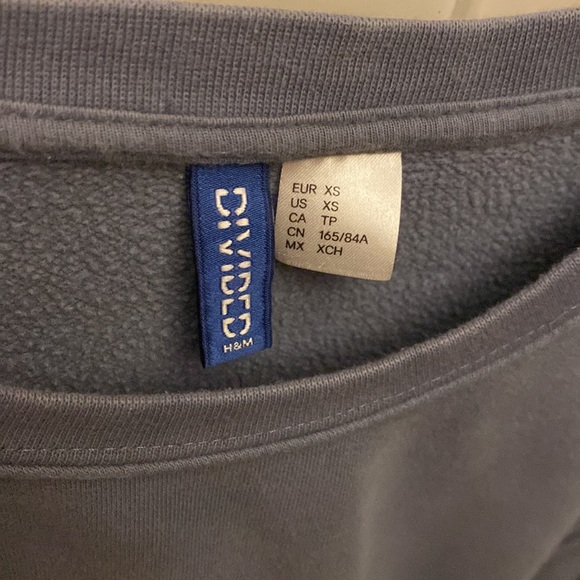 DIVIDED
H&M
EUR XS
US XS
CA TP
CN 165/84A
MX XCH